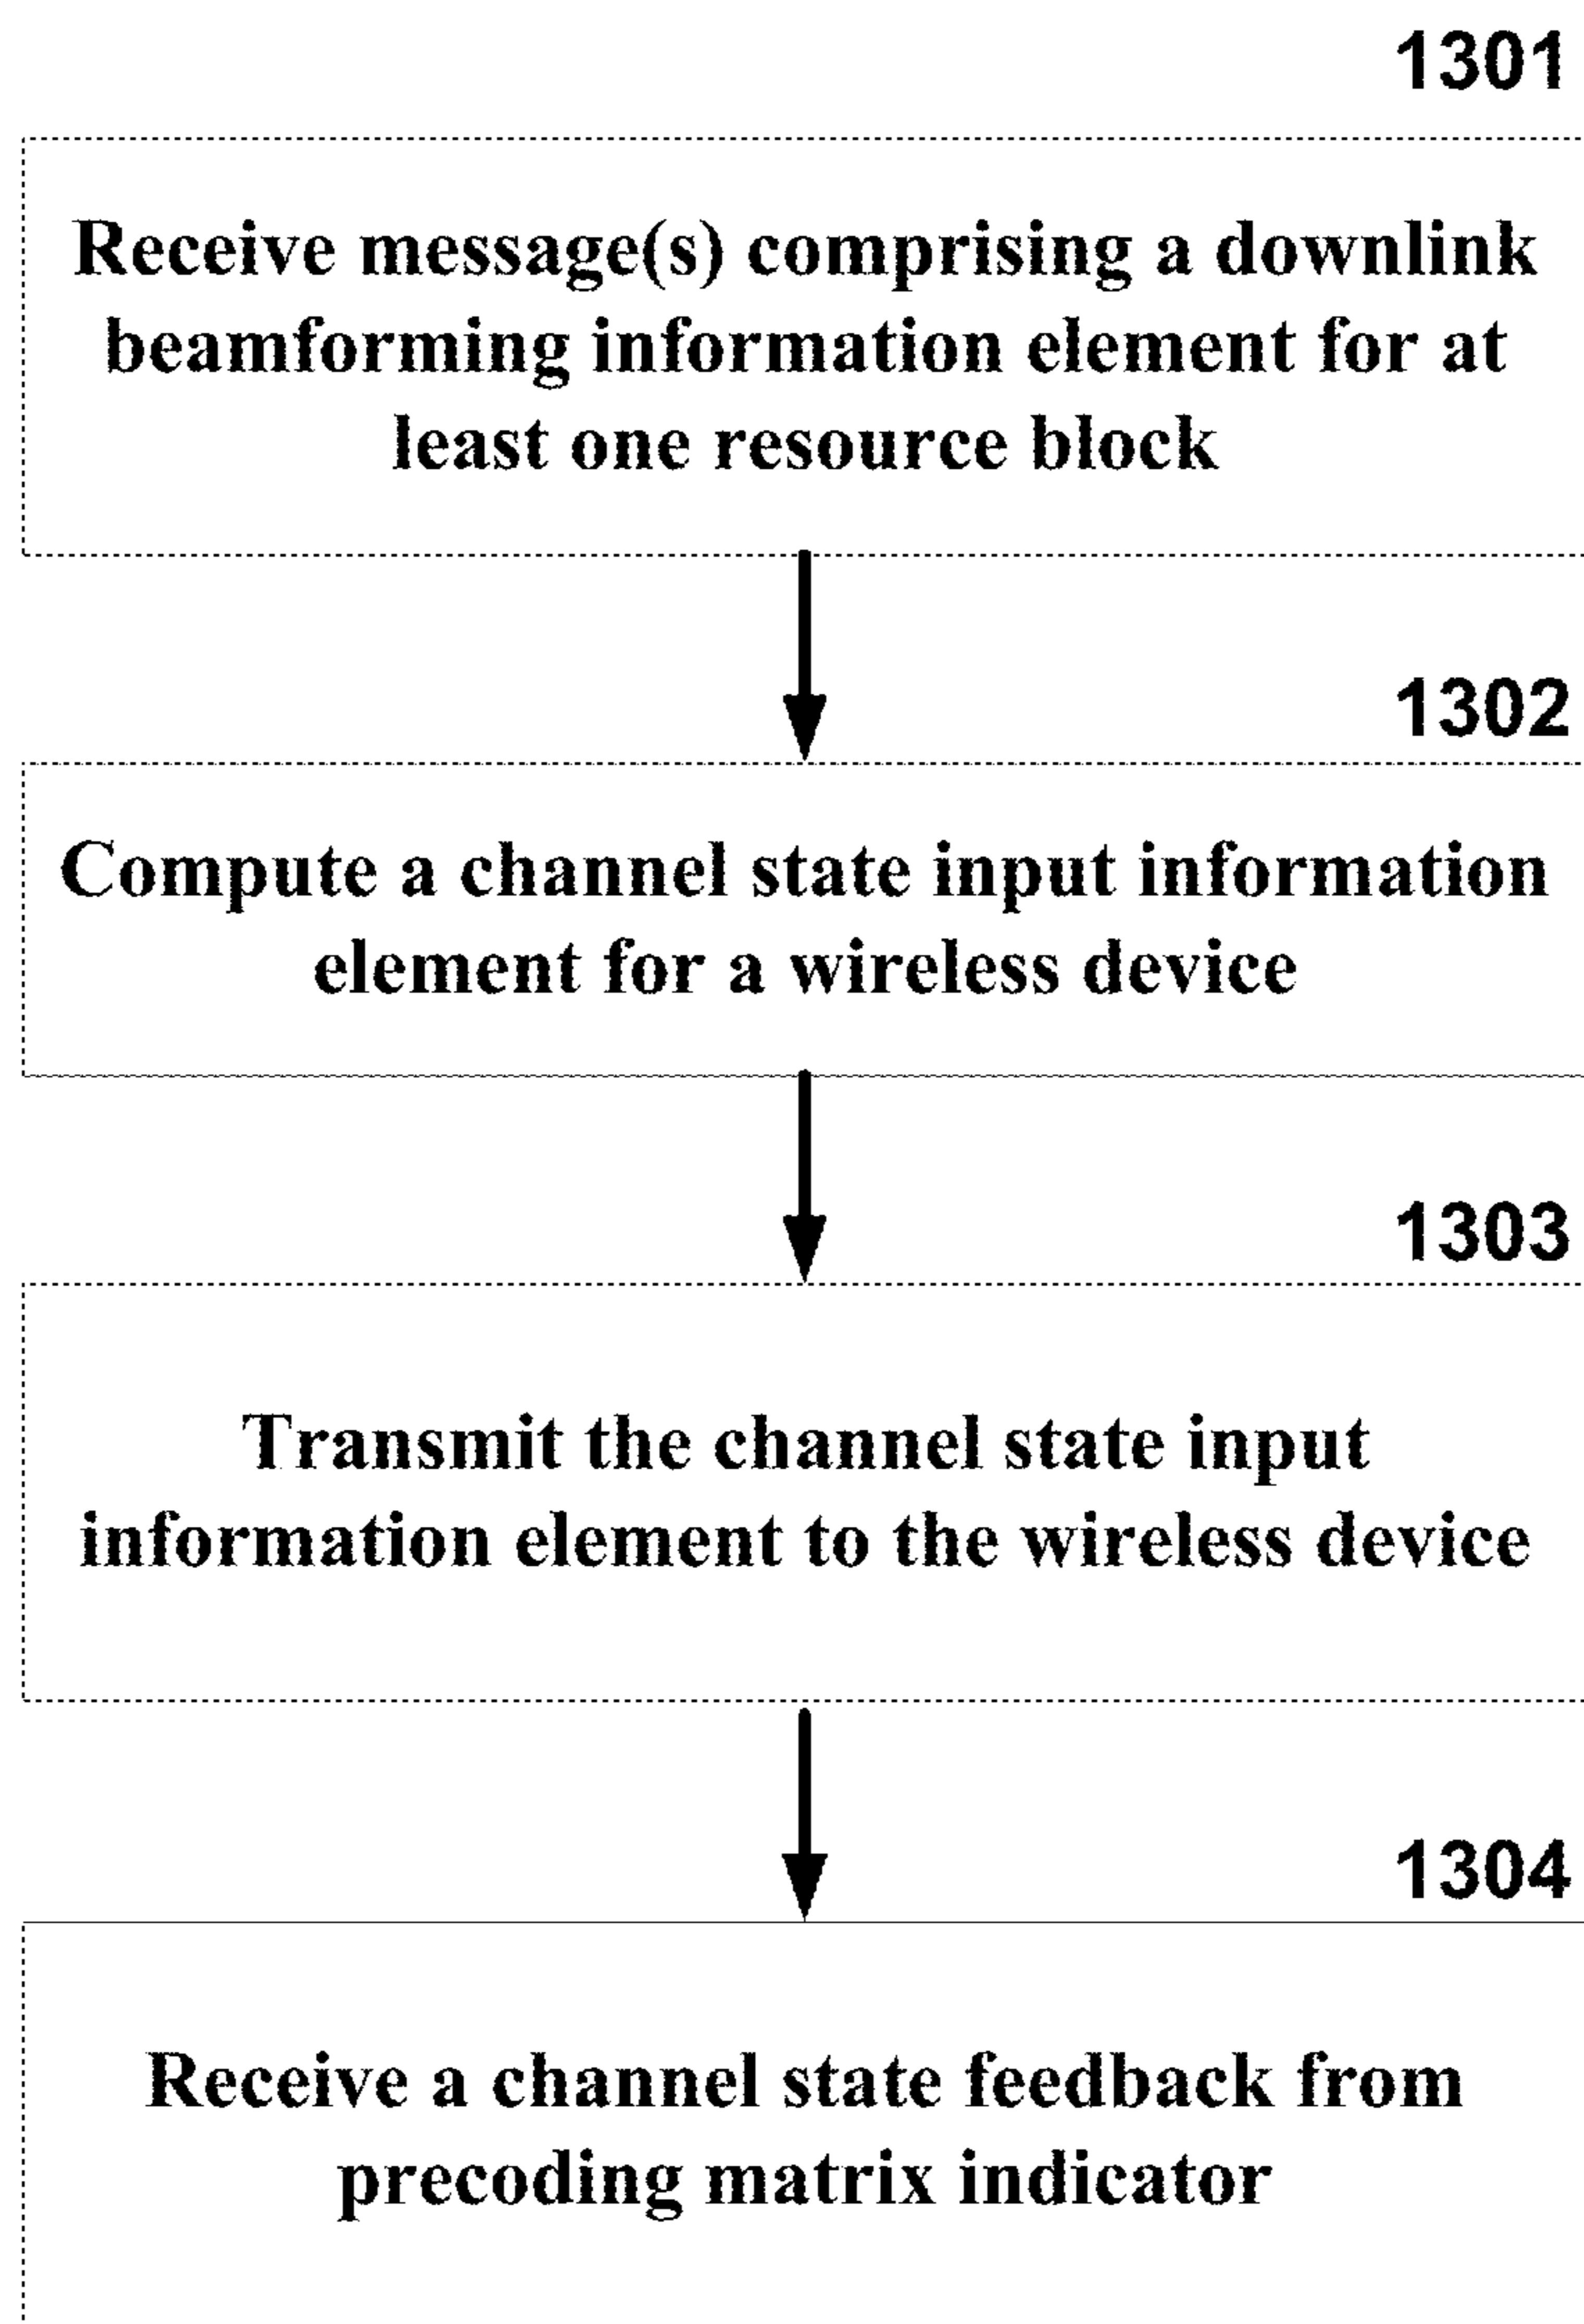 1301
Receive message(s) comprising a downlink
beamforming information element for at
least one resource block
1302
Compute a channel state input information
element for a wireless device
1303
Transmit the channel state input
information element to the wireless device
1304
Receive a channel state feedback from
precoding matrix indicator